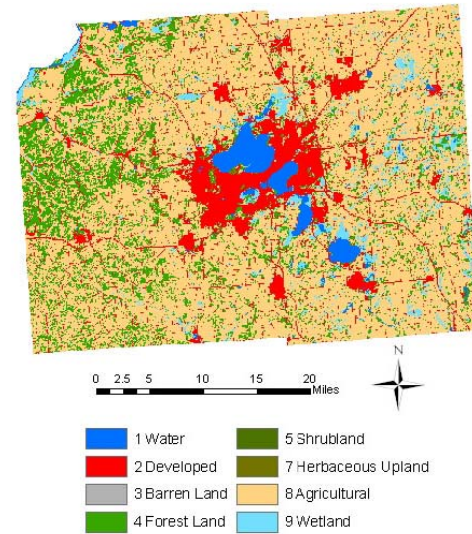 N
0 2.5 5 10 15 20
Miles
1 Water
2 Developed
3 Barren Land
4 Forest Land
5 Shrubland
7 Herbaceous Upland
8 Agricultural
9 Wetland